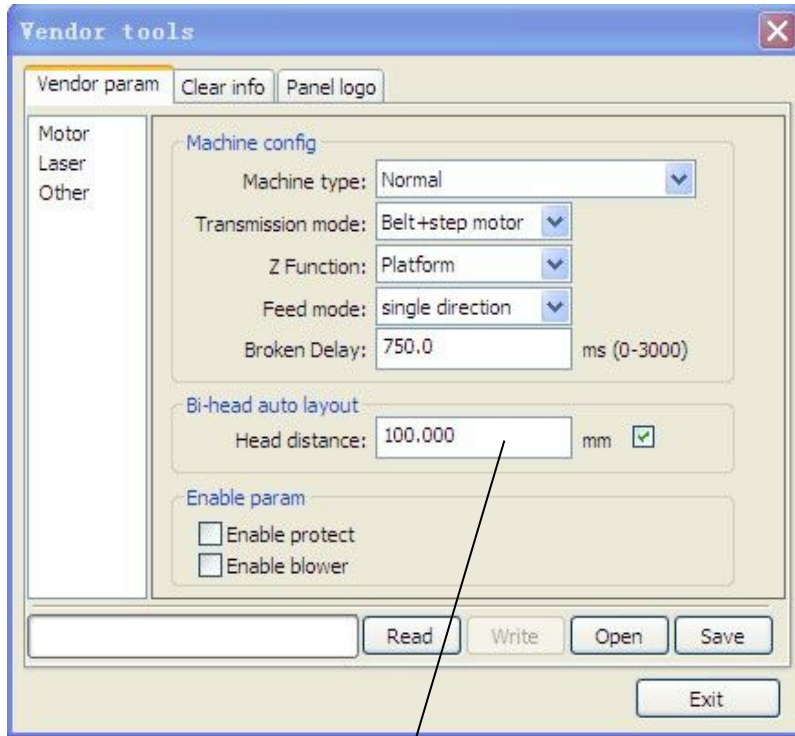 Vendor tools
Vendor param Clear info Panel logo
Motor
Laser
Other
Machine config
Machine type: Normal
Transmission mode: Belt+step motor
Z Function: Platform
Feed mode: single direction
Broken Delay: 750.0 ms (0-3000)
Bi-head auto layout
Head distance: 100.000 mm
Enable param
Enable protect
Enable blower
Read Write Open Save
Exit